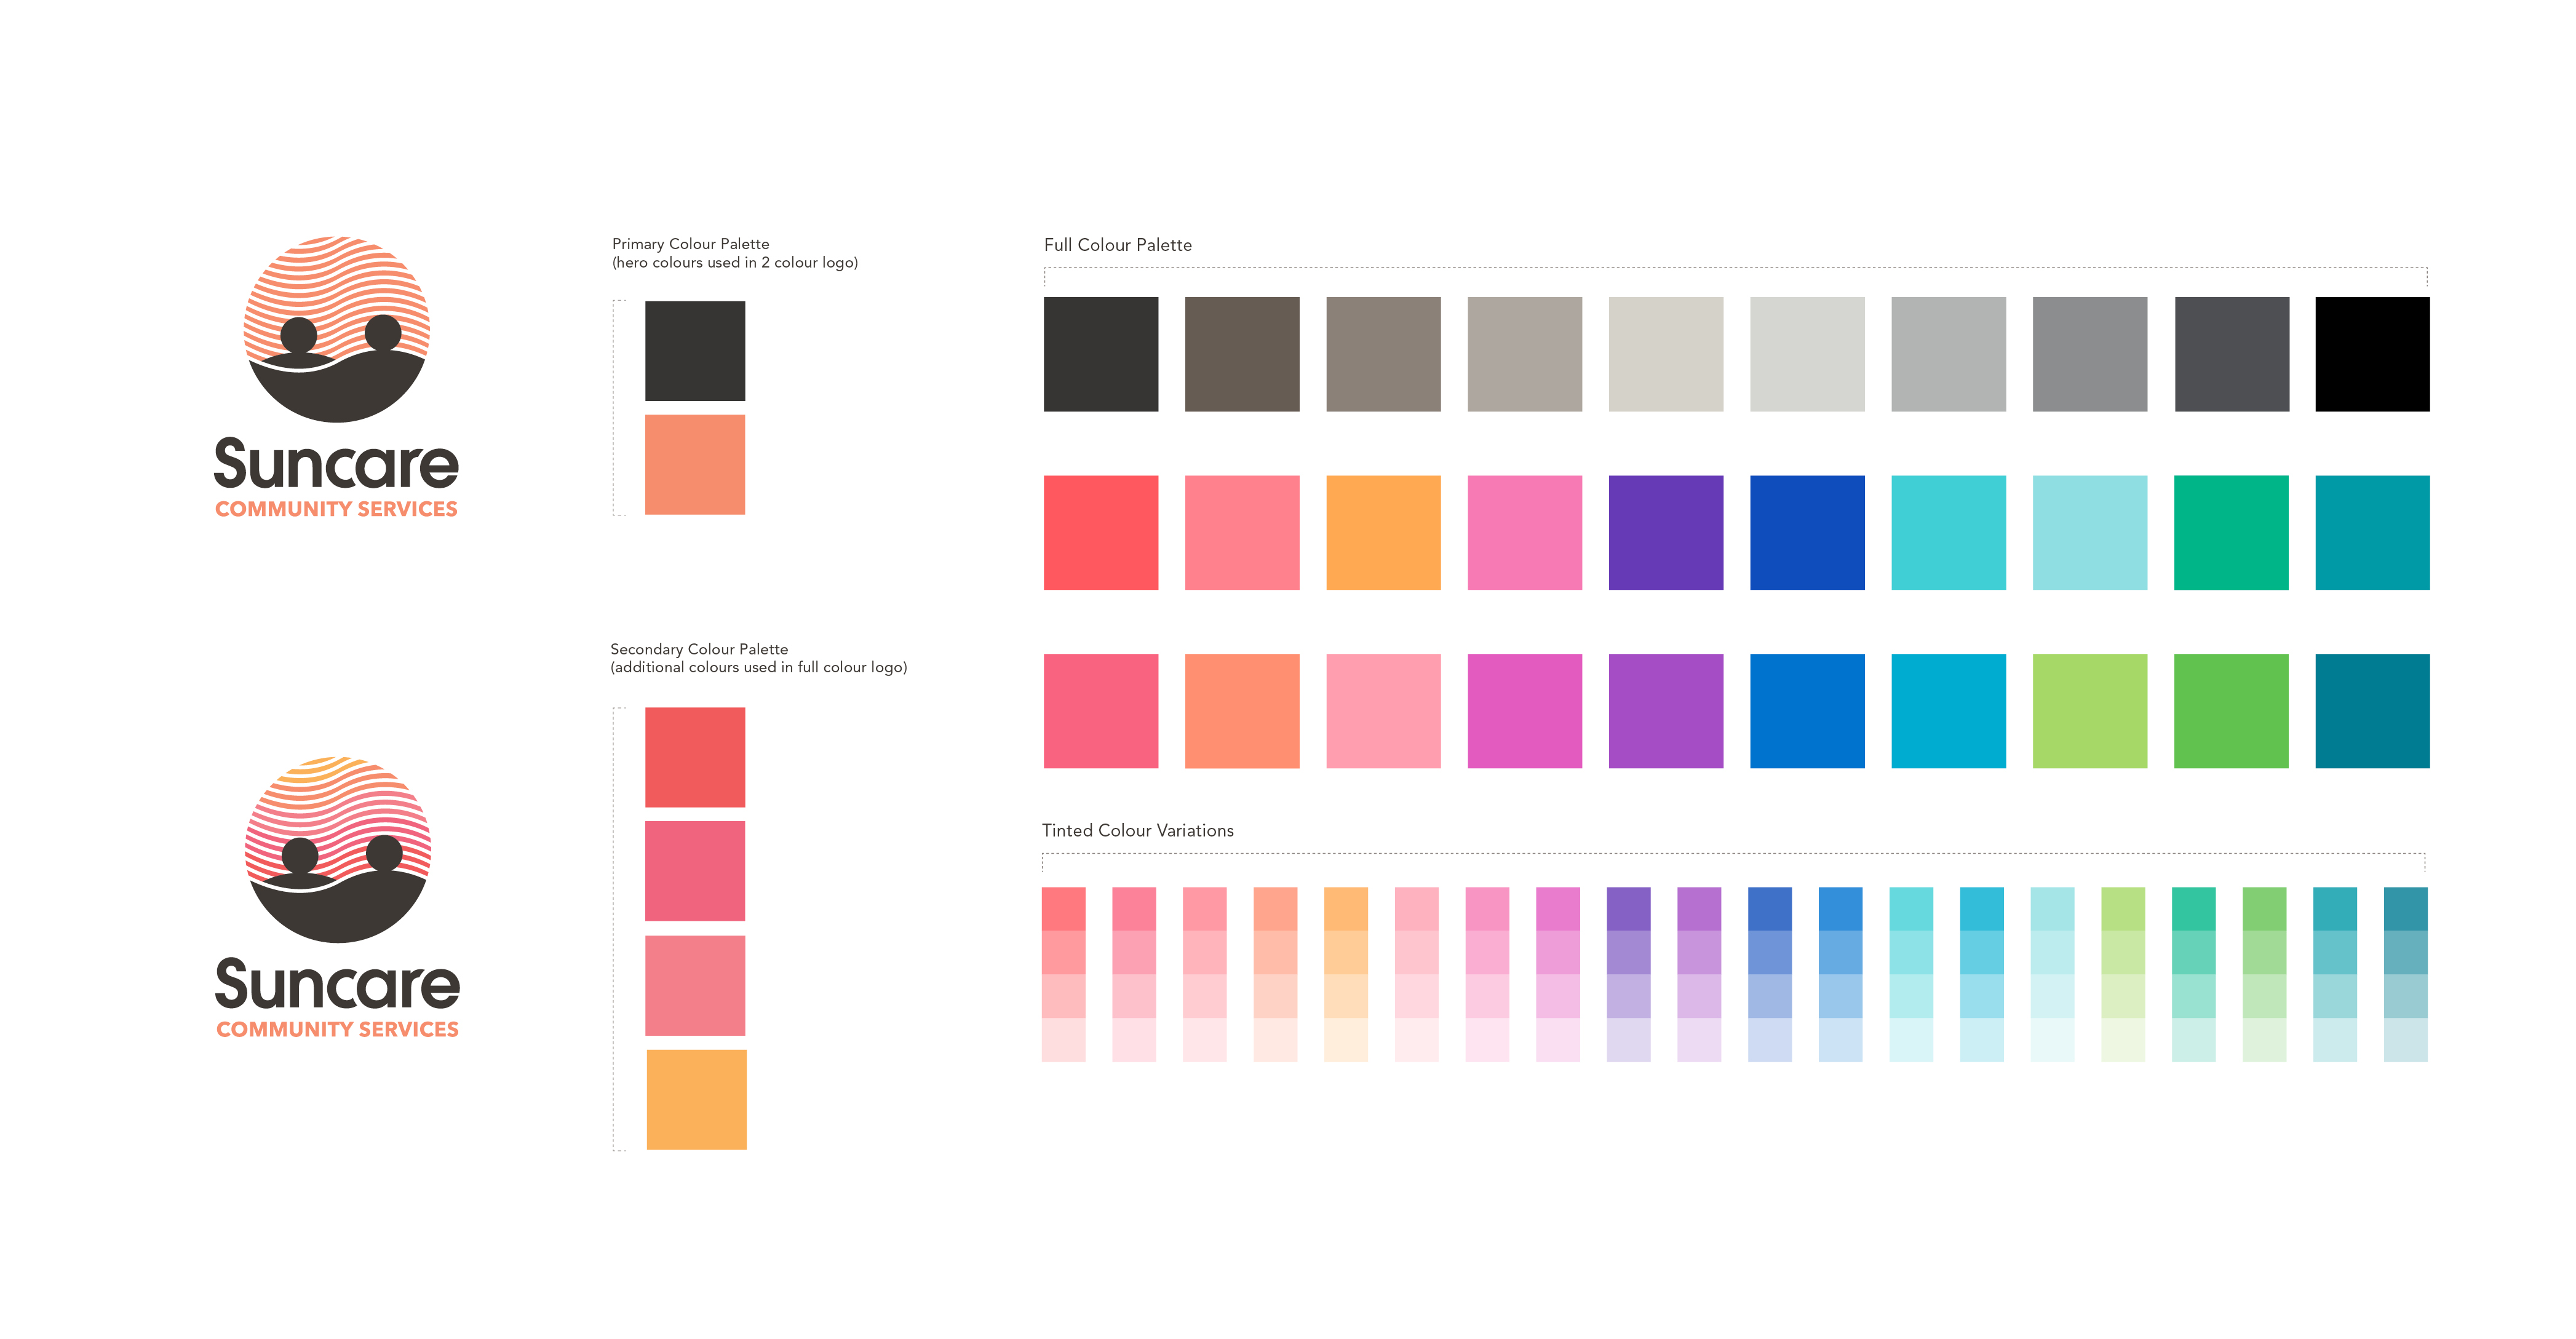 Suncare
COMMUNITY SERVICES
Primary Colour Palette
(hero colours used in 2 colour logo)
Full Colour Palette
Secondary Colour Palette
(additional colours used in full colour logo)
Suncare
COMMUNITY SERVICES
Tinted Colour Variations